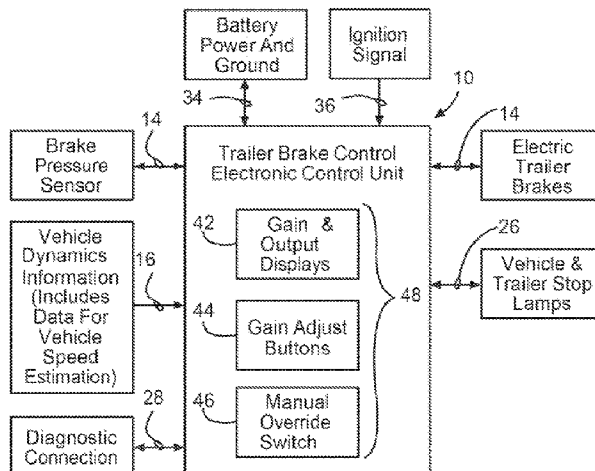 Battery
Power And
Ground
Ignition
Signal
34
36
10
14
Brake
Pressure
Sensor
Trailer Brake Control
Electronic Control Unit
14
Electric
Trailer
Brakes
Vehicle
Dynamics
Information
(Includes
Data For
Vehicle
Speed
Estimation)
16
42
Gain &
Output
Displays
44
Gain Adjust
Buttons
46
Manual
Override
Switch
48
26
Vehicle &
Trailer Stop
Lamps
28
Diagnostic
Connection